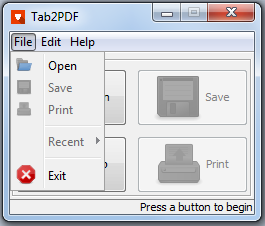 Tab2PDF
File Edit Help
Open
Save
Print
Recent
Exit
Save
Print
Press a button to begin